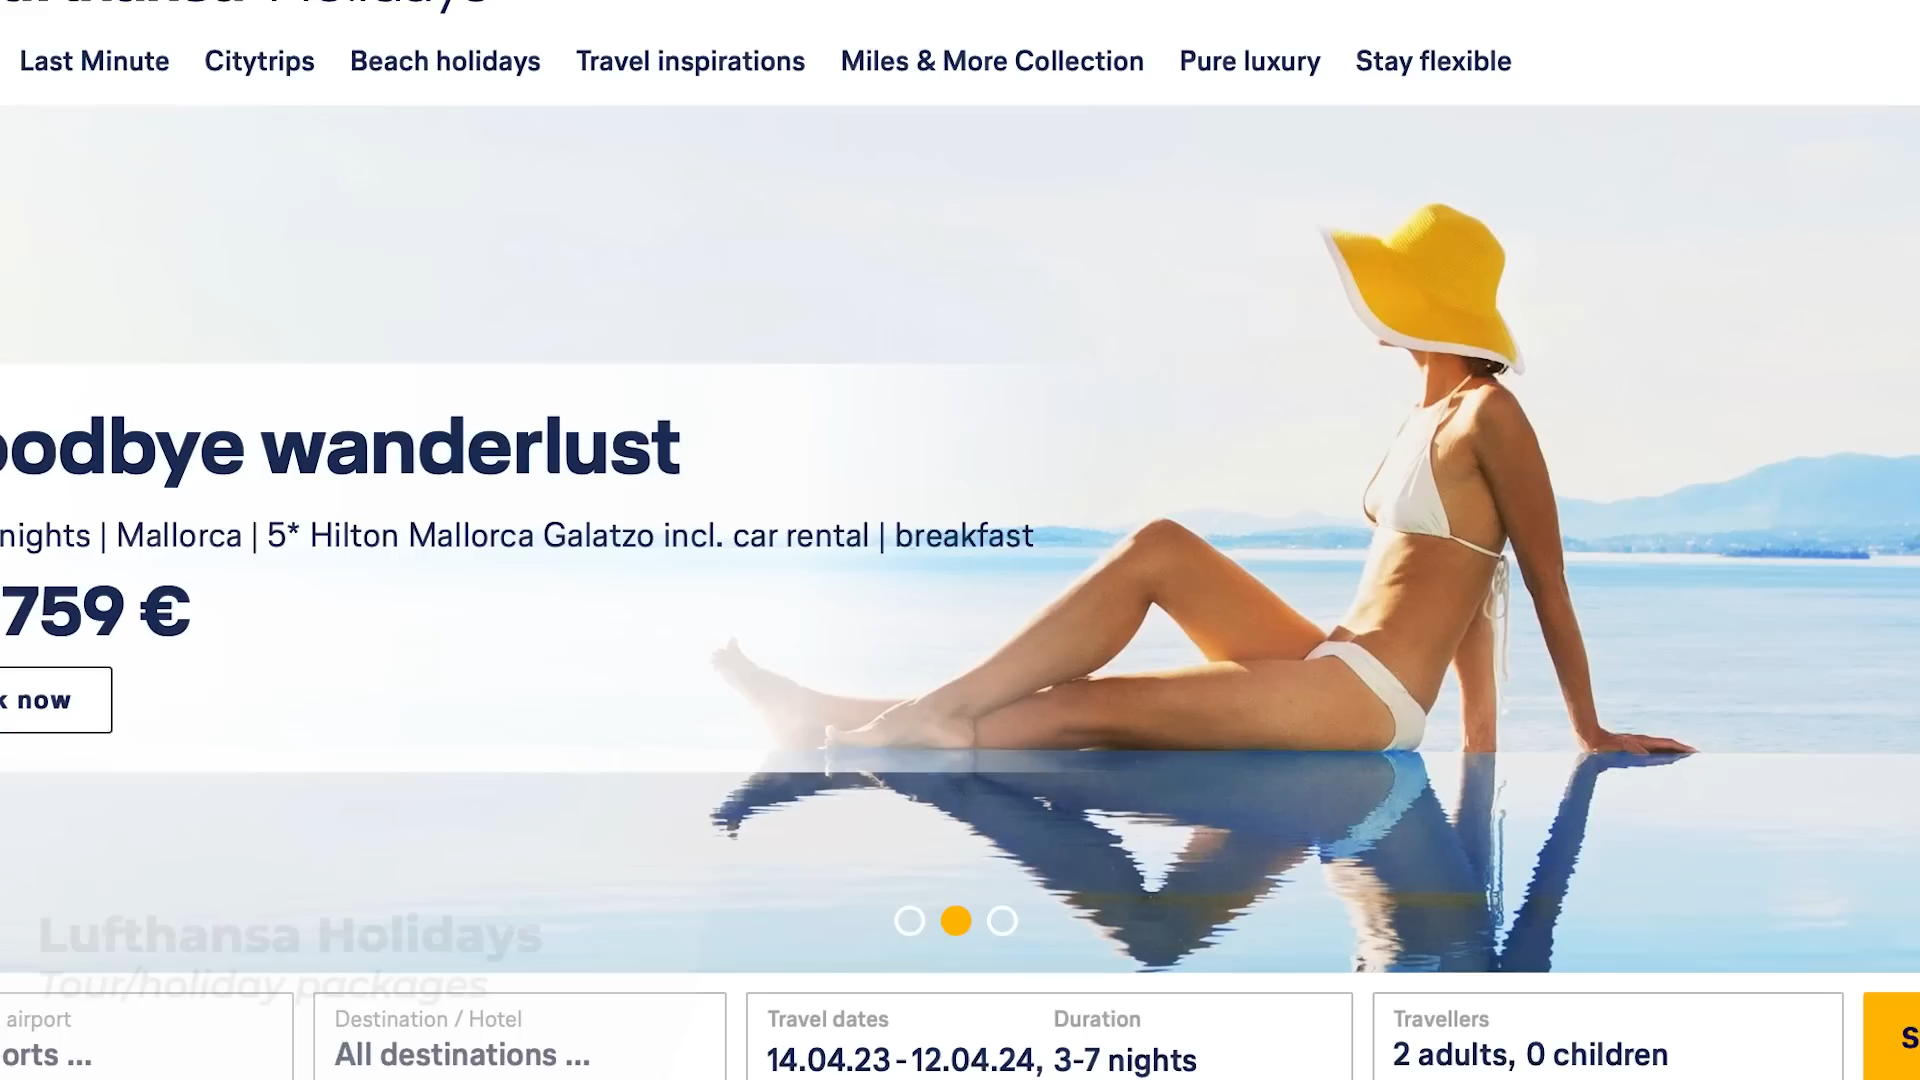 Holidays
Last Minute Citytrips Beach holidays Travel inspirations Miles & More Collection Pure luxury Stay flexible
oodbye wanderlust
nights | Mallorca | 5* Hilton Mallorca Galatzo incl. car rental | breakfast
759 €
k now
Lufthansa Holidays
Tour/holiday packages
airport Destination / Hotel Travel dates Duration Travellers
orts ... All destinations ... 14.04.23 - 12.04.24, 3-7 nights 2 adults, 0 children S